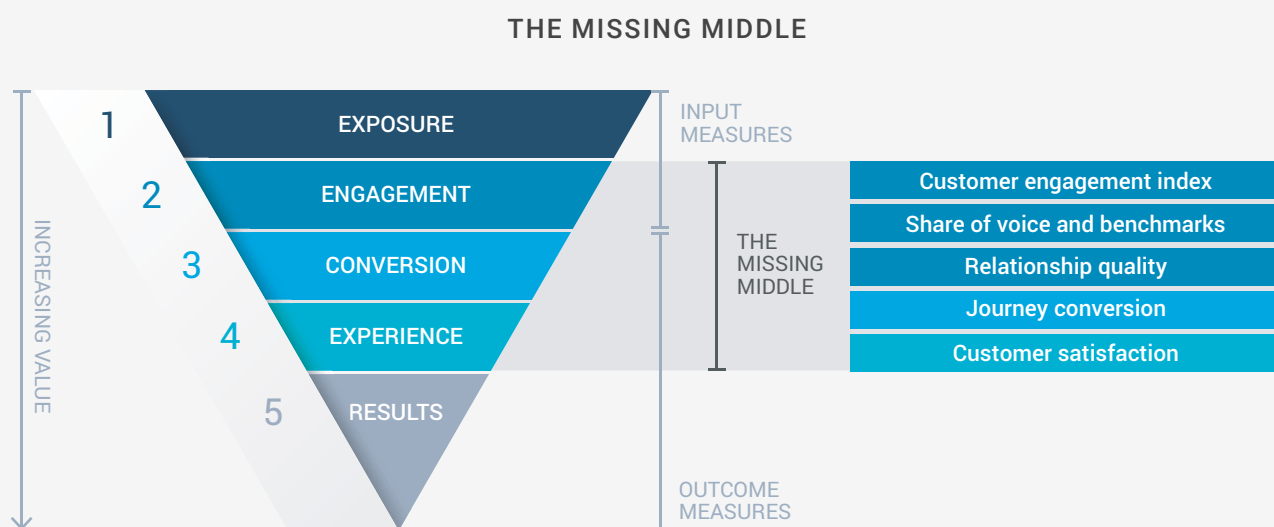 THE MISSING MIDDLE
1
EXPOSURE
2
ENGAGEMENT
3
CONVERSION
4
EXPERIENCE
5
RESULTS
INCREASING VALUE
INPUT
MEASURES
THE
MISSING
MIDDLE
OUTCOME
MEASURES
Customer engagement index
Share of voice and benchmarks
Relationship quality
Journey conversion
Customer satisfaction